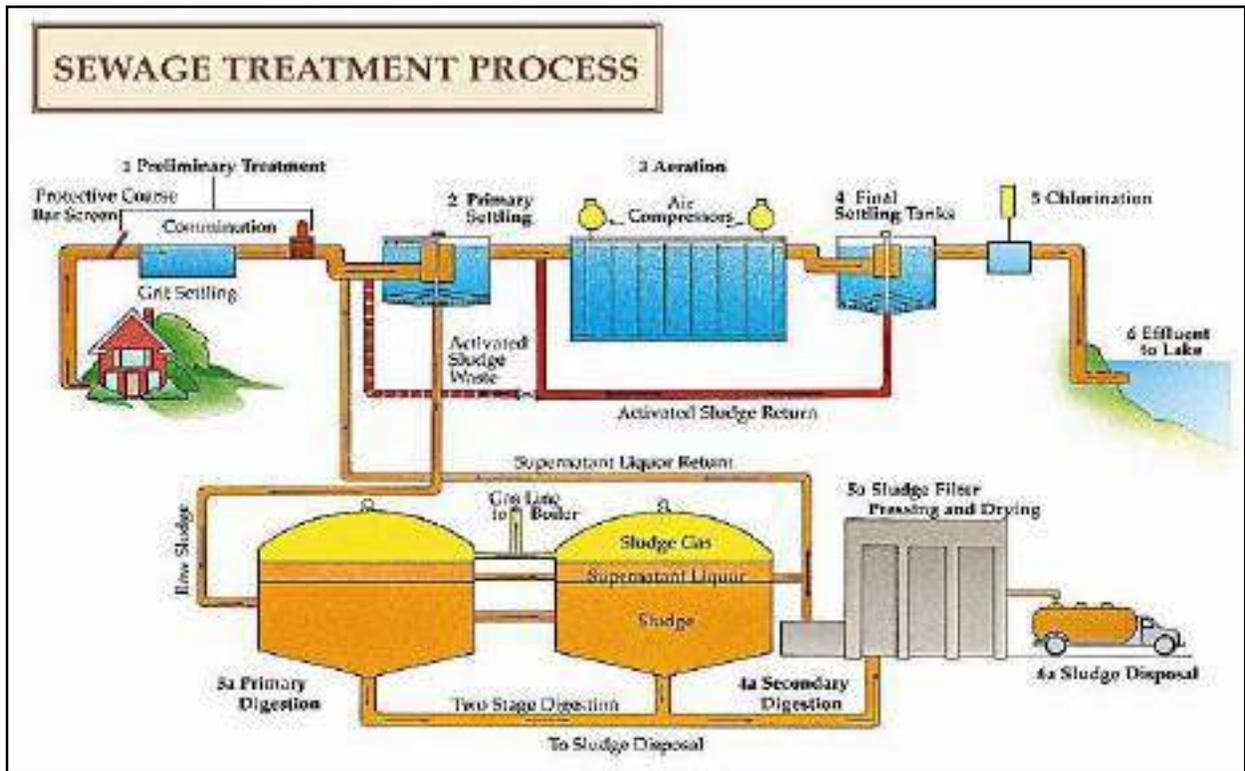 SEWAGE TREATMENT PROCESS
1 Preliminary Treatment
Protective Coarse
Bar Screen
Comminution
Grit Settling
2 Primary
Settling
3 Aeration
Air
Compressors
4 Final
Settling Tanks
5 Chlorination
6 Effluent
to Lake
Activated
Sludge
Waste
Activated Sludge Return
Supernatant Liquor Return
Gas Line
to Boiler
Raw Sludge
Sludge Gas
Supernatant Liquor
Sludge
3a Primary
Digestion
Two Stage Digestion
4a Secondary
Digestion
To Sludge Disposal
5a Sludge Filter
Pressing and Drying
6a Sludge Disposal